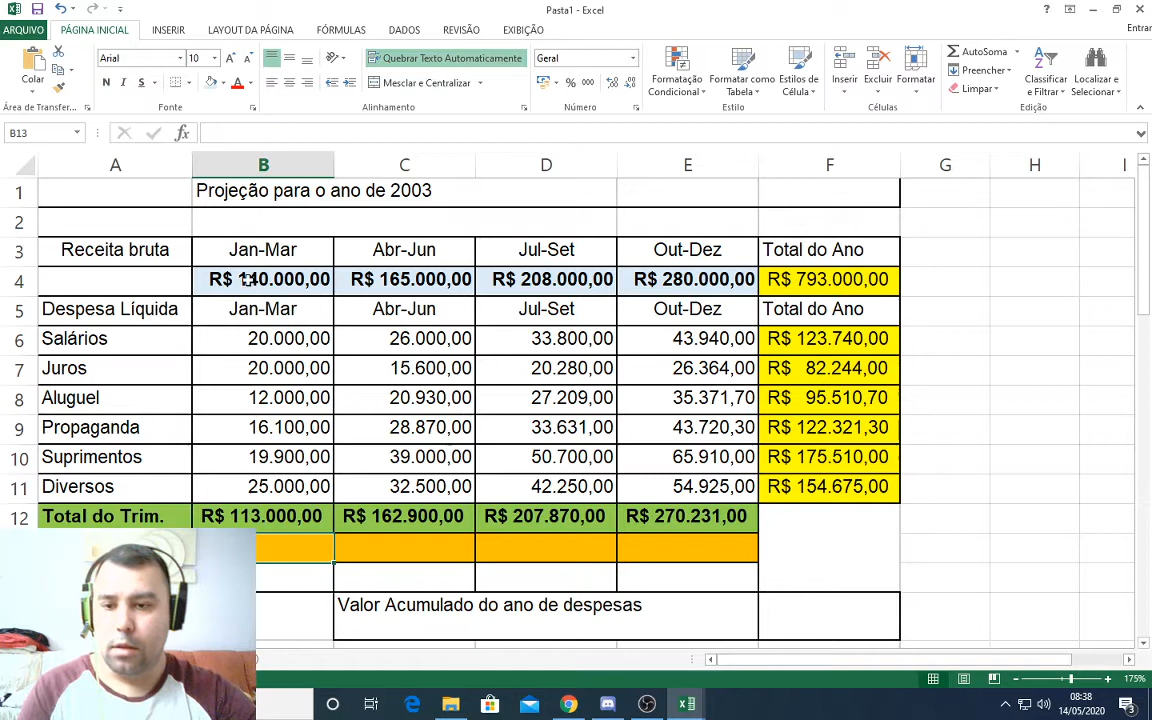 Pasta1 - Excel
?
ARQUIVO PÁGINA INICIAL INSERIR LAYOUT DA PÁGINA FÓRMULAS DADOS REVISÃO EXIBIÇÃO Entrar
Arial 10 Quebrar Texto Automaticamente Geral AutoSoma
Colar N I S Mesclar e Centralizar % 000 Formatação Condicional Formatar como Tabela Estilos de Célula Inserir Excluir Formatar Preencher Limpar Classificar e Filtrar Localizar e Selecionar
Área de Transfer... Fonte Alinhamento Número Estilo Células Edição
B13 fx
A B C D E F G H I
1 Projeção para o ano de 2003
2
3 Receita bruta Jan-Mar Abr-Jun Jul-Set Out-Dez Total do Ano
4 R$ 140.000,00 R$ 165.000,00 R$ 208.000,00 R$ 280.000,00 R$ 793.000,00
5 Despesa Líquida Jan-Mar Abr-Jun Jul-Set Out-Dez Total do Ano
6 Salários 20.000,00 26.000,00 33.800,00 43.940,00 R$ 123.740,00
7 Juros 20.000,00 15.600,00 20.280,00 26.364,00 R$ 82.244,00
8 Aluguel 12.000,00 20.930,00 27.209,00 35.371,70 R$ 95.510,70
9 Propaganda 16.100,00 28.870,00 33.631,00 43.720,30 R$ 122.321,30
10 Suprimentos 19.900,00 39.000,00 50.700,00 65.910,00 R$ 175.510,00
11 Diversos 25.000,00 32.500,00 42.250,00 54.925,00 R$ 154.675,00
12 Total do Trim. R$ 113.000,00 R$ 162.900,00 R$ 207.870,00 R$ 270.231,00
Valor Acumulado do ano de despesas
175%
08:38
14/05/2020
3